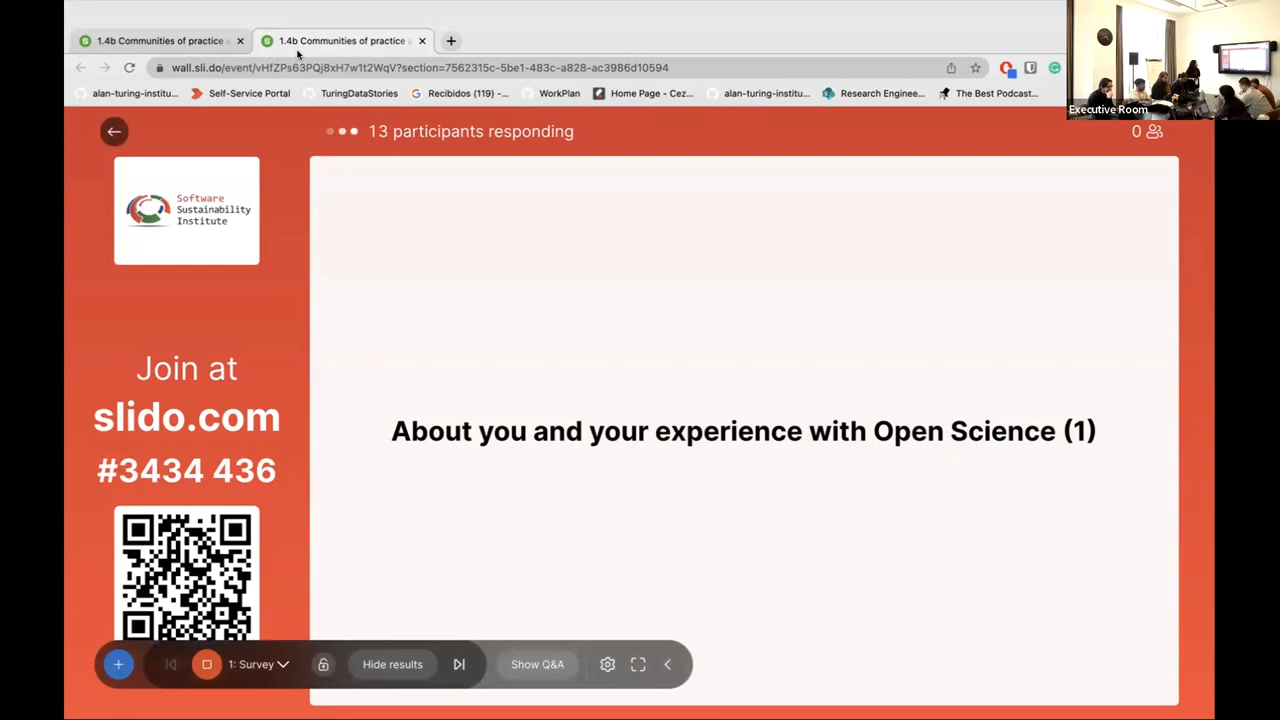 1.4b Communities of practice
1.4b Communities of practice
wall.sli.do/event/vHfZPs63PQj8xH7w1t2WqV?section=7562315c-5be1-483c-a828-ac3986d10594
alan-turing-institu...
Self-Service Portal
TuringDataStories
Recibidos (119) -...
WorkPlan
Home Page - Cez...
alan-turing-institu...
Research Enginee...
The Best Podcast...
Executive Room
13 participants responding
0
Software
Sustainability
Institute
Join at
slido.com
#3434 436
About you and your experience with Open Science (1)
1: Survey
Hide results
Show Q&A